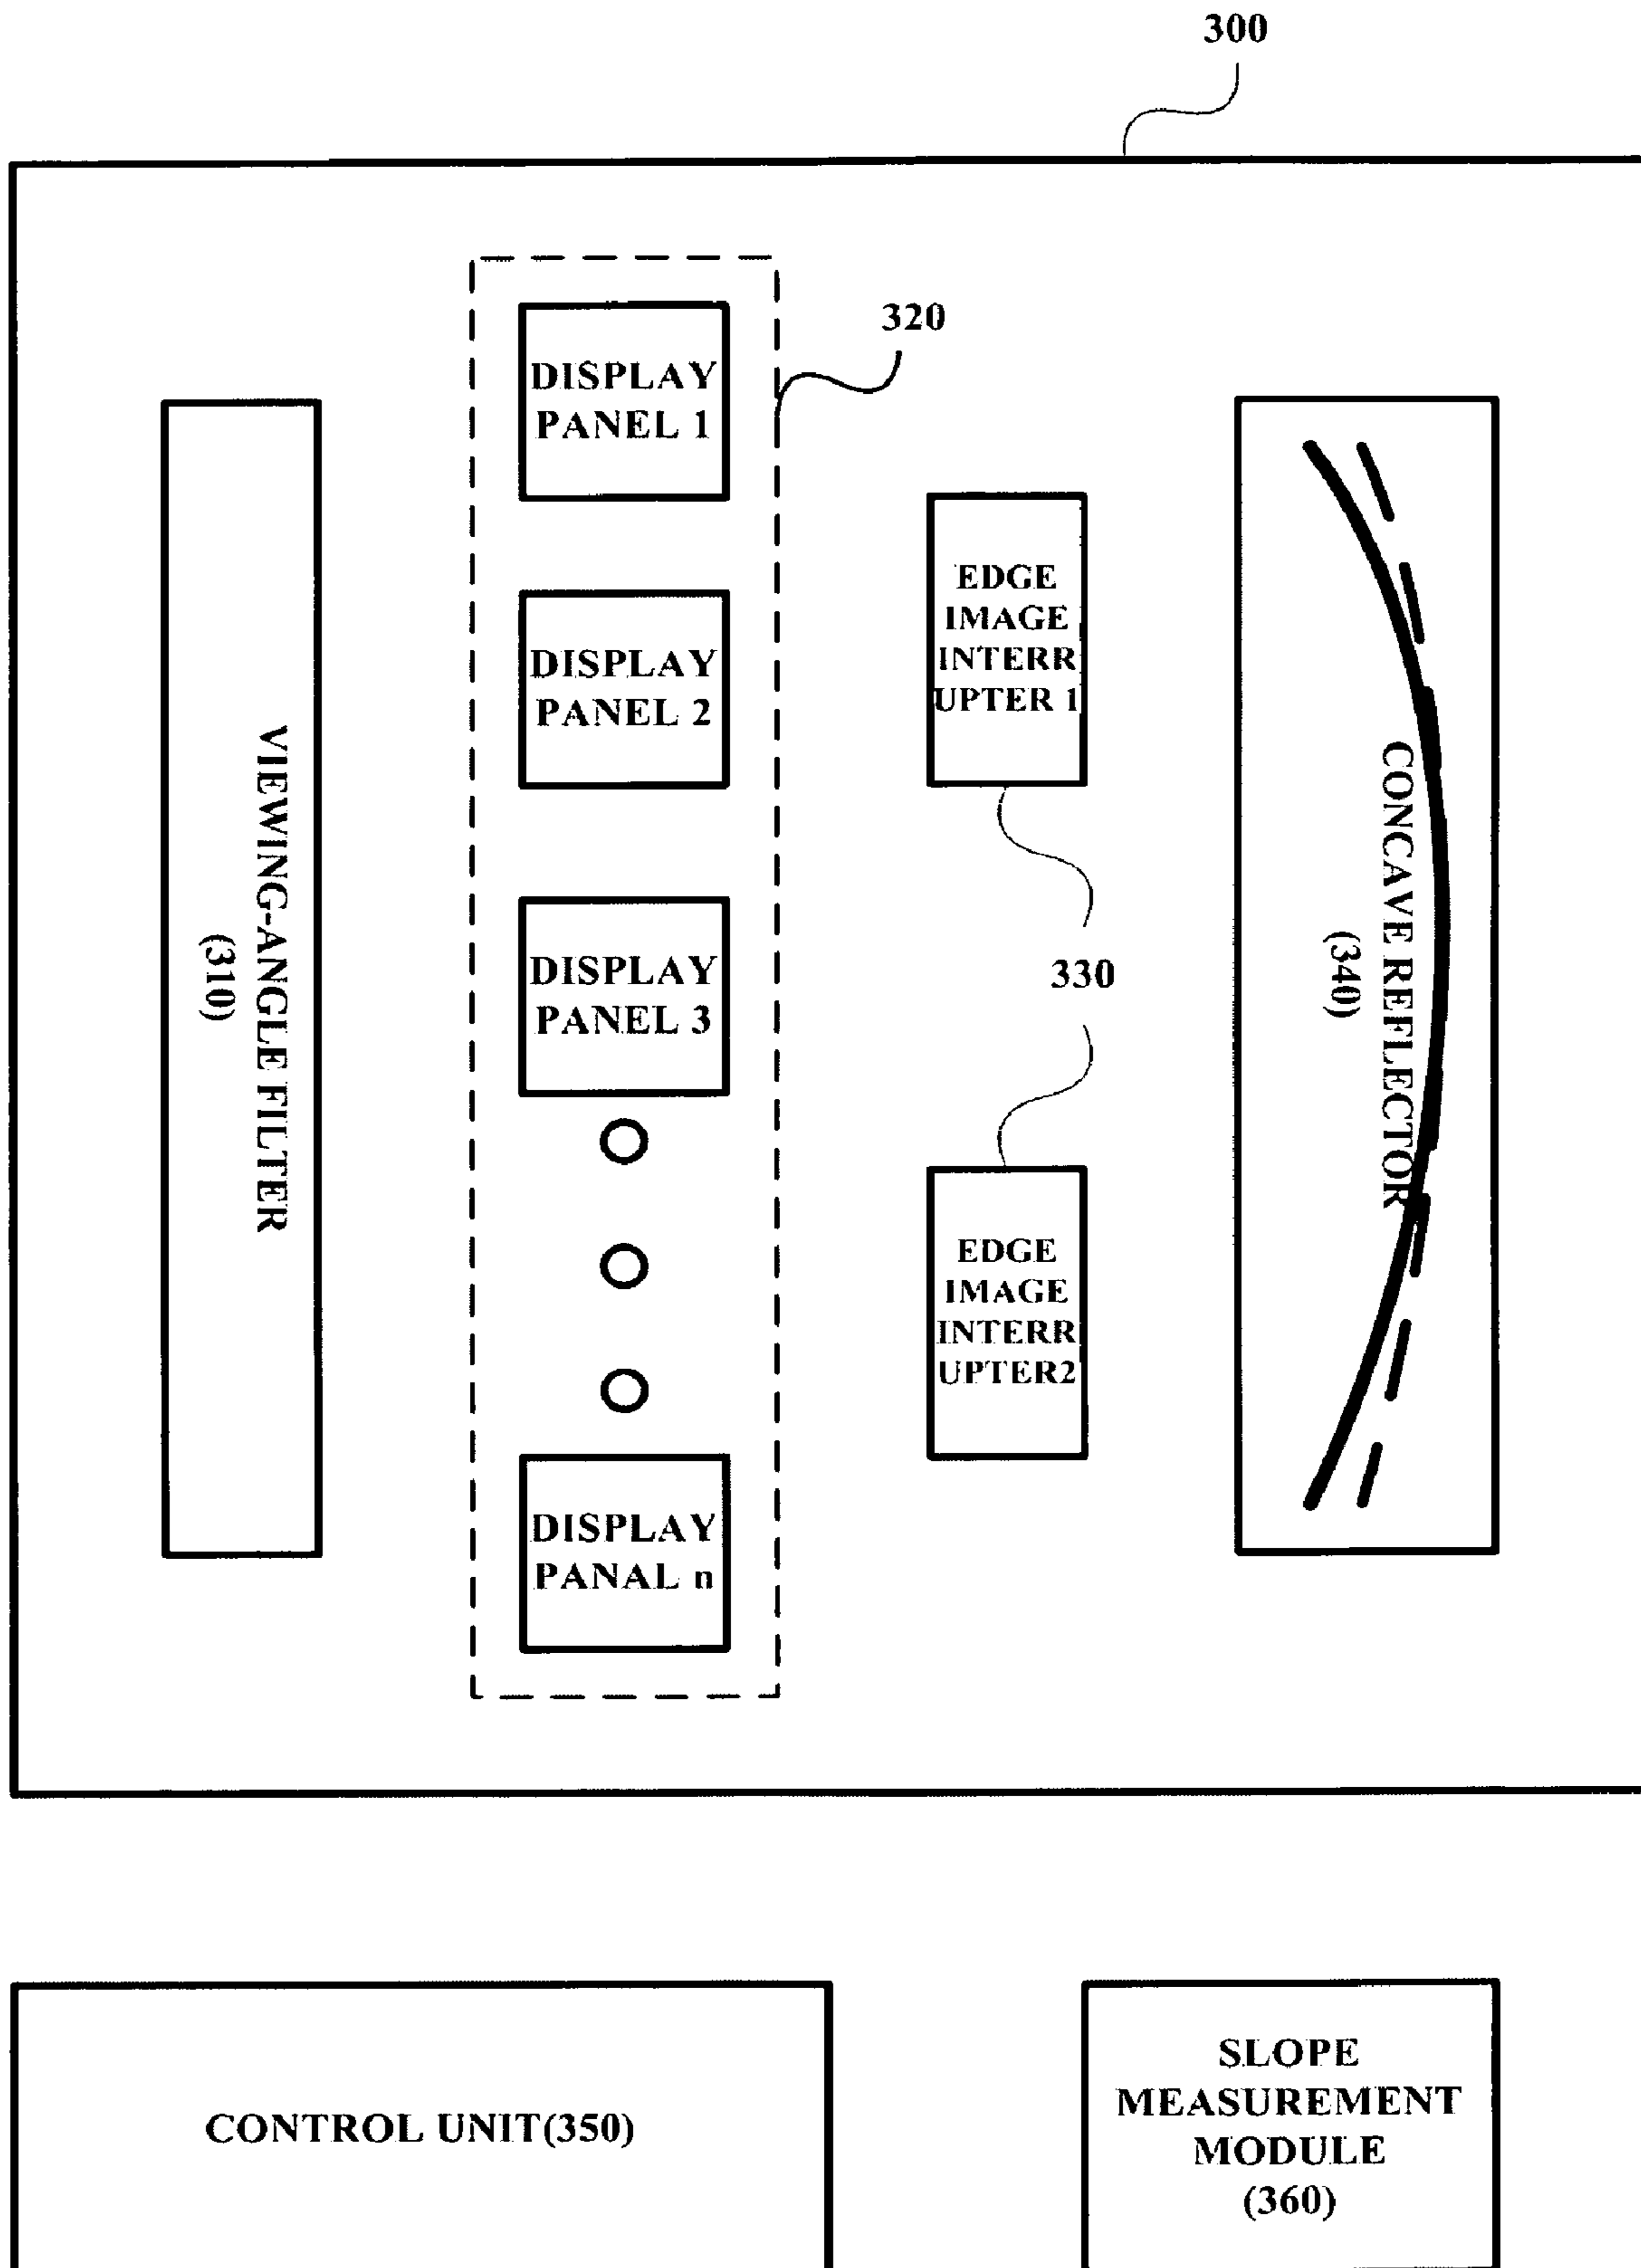 300
320
DISPLAY
PANEL 1
DISPLAY
PANEL 2
DISPLAY
PANEL 3
DISPLAY
PANAL n
VIEWING-ANGLE FILTER
(310)
EDGE
IMAGE
INTERR
UPTER 1
330
EDGE
IMAGE
INTERR
UPTER2
CONCAVE REFLECTOR
(340)
CONTROL UNIT(350)
SLOPE
MEASUREMENT
MODULE
(360)